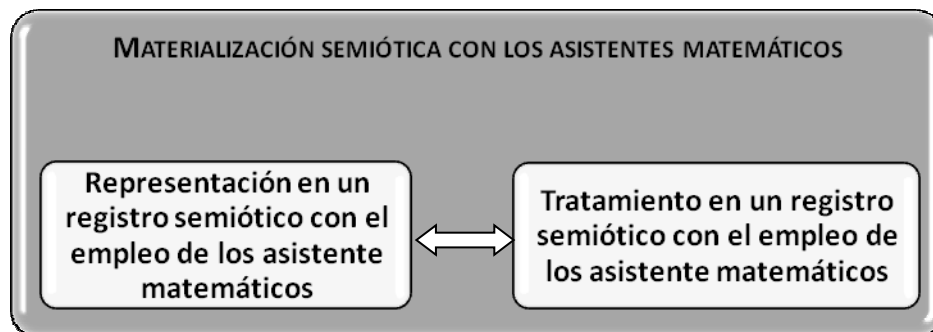 MATERIALIZACIÓN SEMIÓTICA CON LOS ASISTENTES MATEMÁTICOS
Representación en un
registro semiótico con el
empleo de los asistente
matemáticos
Tratamiento en un registro
semiótico con el empleo de
los asistente matemáticos